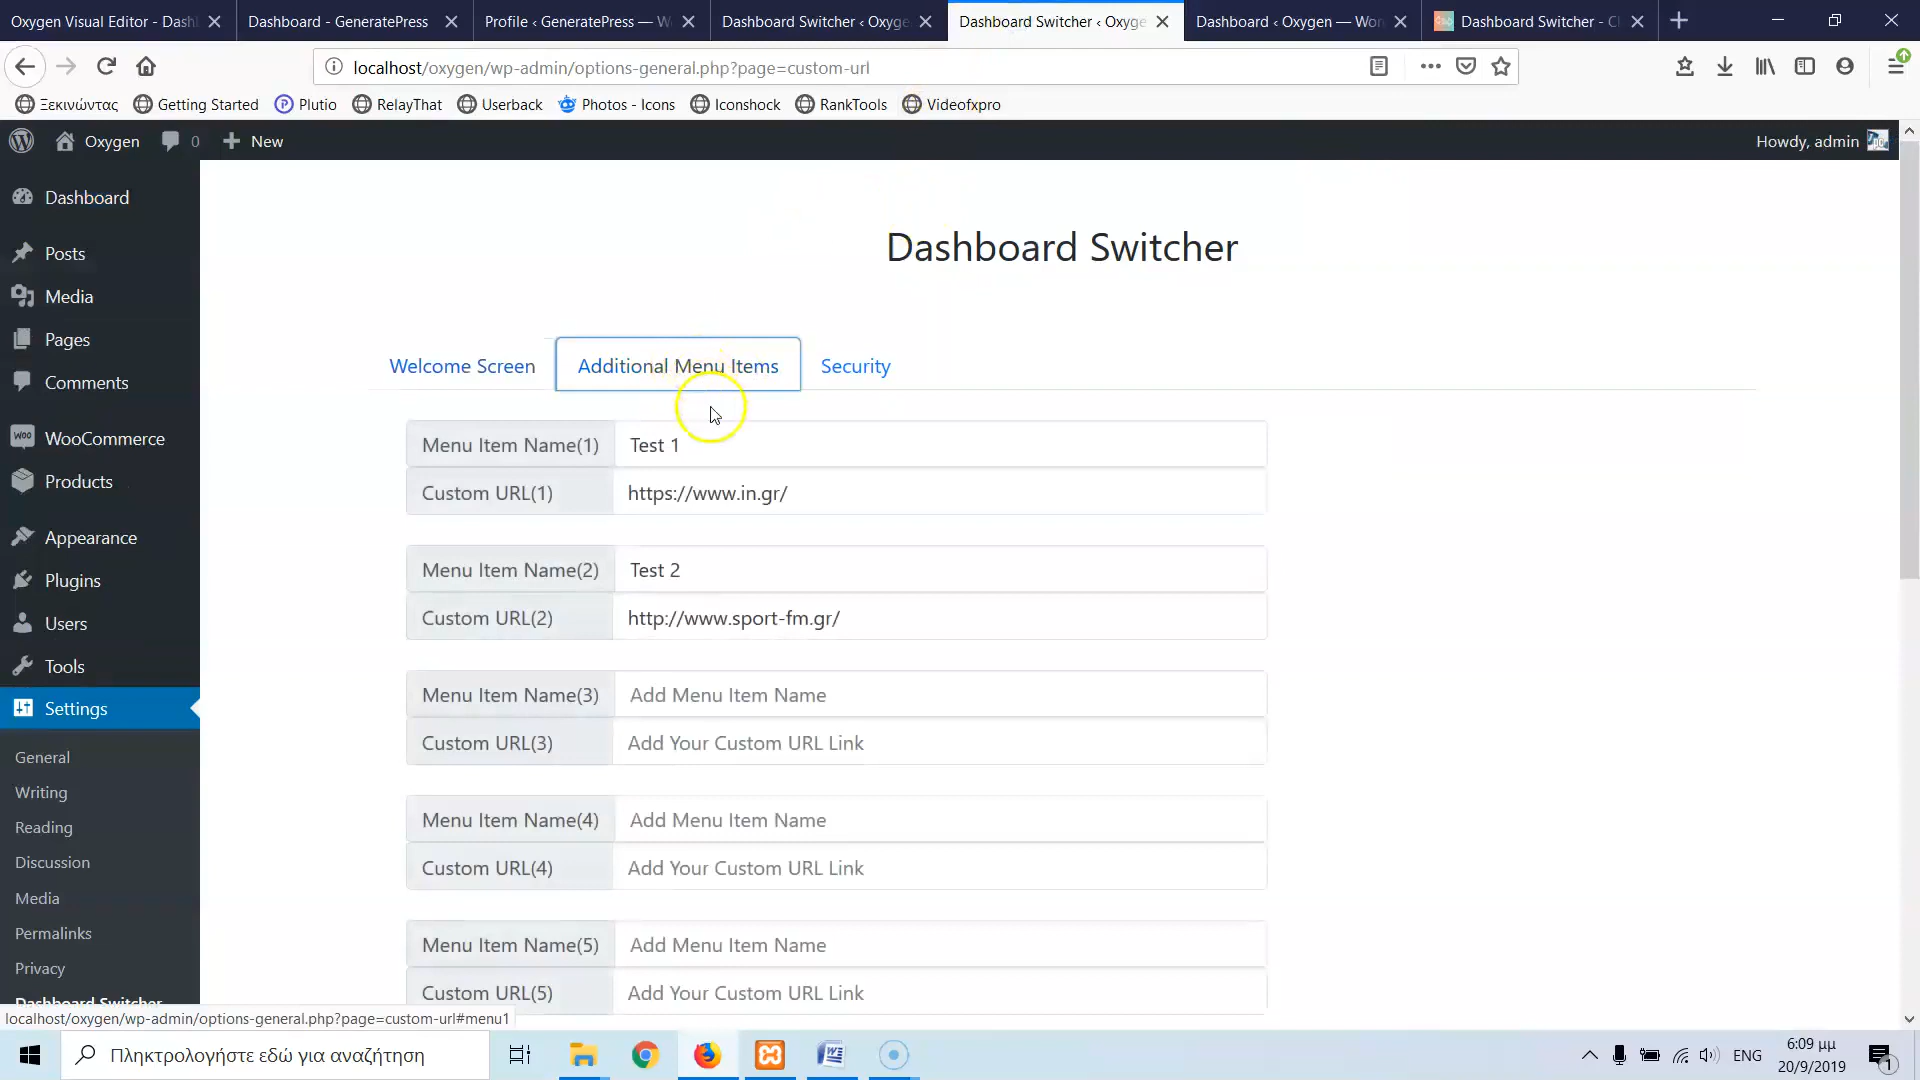 Oxygen Visual Editor - Dash
Dashboard - GeneratePress
Profile ‹ GeneratePress — W
Dashboard Switcher ‹ Oxyge
Dashboard Switcher ‹ Oxyge
Dashboard ‹ Oxygen — Wor
Dashboard Switcher - C
localhost/oxygen/wp-admin/options-general.php?page=custom-url
Ξεκινώντας
Getting Started
Plutio
RelayThat
Userback
Photos - Icons
Iconshock
RankTools
Videofxpro
Oxygen
0
New
Howdy, admin
Dashboard
Posts
Media
Pages
Comments
WooCommerce
Products
Appearance
Plugins
Users
Tools
Settings
General
Writing
Reading
Discussion
Media
Permalinks
Privacy
Dashboard Switcher
Dashboard Switcher
Welcome Screen
Additional Menu Items
Security
Menu Item Name(1) Test 1
Custom URL(1) https://www.in.gr/
Menu Item Name(2) Test 2
Custom URL(2) http://www.sport-fm.gr/
Menu Item Name(3) Add Menu Item Name
Custom URL(3) Add Your Custom URL Link
Menu Item Name(4) Add Menu Item Name
Custom URL(4) Add Your Custom URL Link
Menu Item Name(5) Add Menu Item Name
Custom URL(5) Add Your Custom URL Link
localhost/oxygen/wp-admin/options-general.php?page=custom-url#menu1
Πληκτρολογήστε εδώ για αναζήτηση
ENG
6:09 μμ
20/9/2019
1